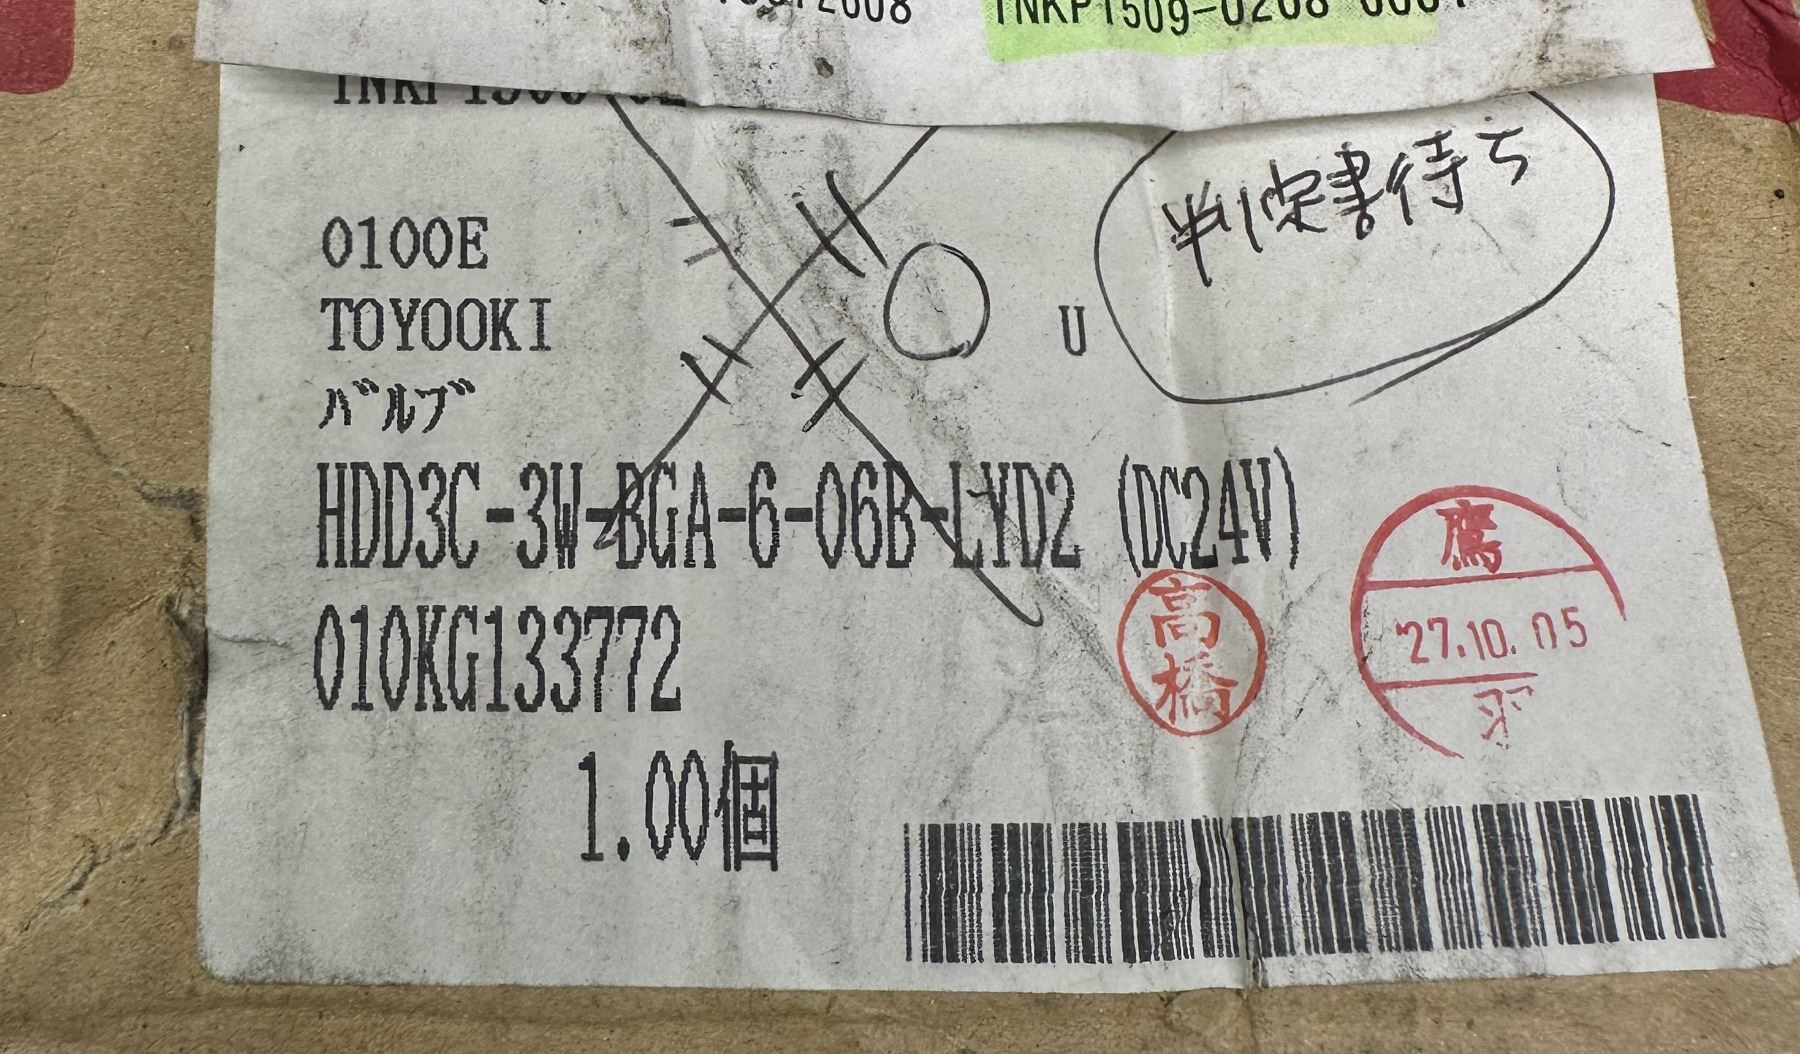 INKP1509-0208
0100E
TOYOOKI
バルブ
U
判定書待ち
HDD3C-3W-BGA-6-06B-LYD2 (DC24V)
010KG133772
1.00個
高橋
鷹
'27.10.05